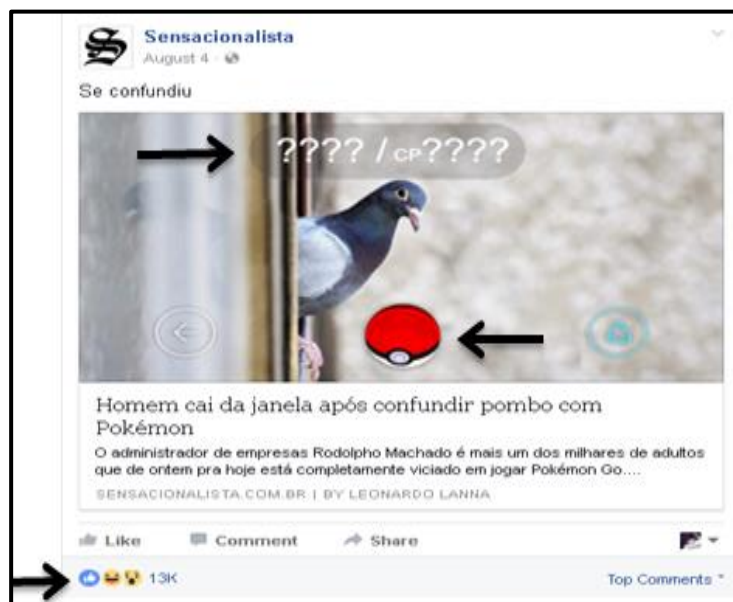 Sensacionalista
August 4
Se confundiu
???? / CP????
Homem cai da janela após confundir pombo com
Pokémon
O administrador de empresas Rodolpho Machado é mais um dos milhares de adultos
que de ontem pra hoje está completamente viciado em jogar Pokémon Go....
SENSACIONALISTA.COM.BR | BY LEONARDO LANNA
Like Comment Share
13K Top Comments